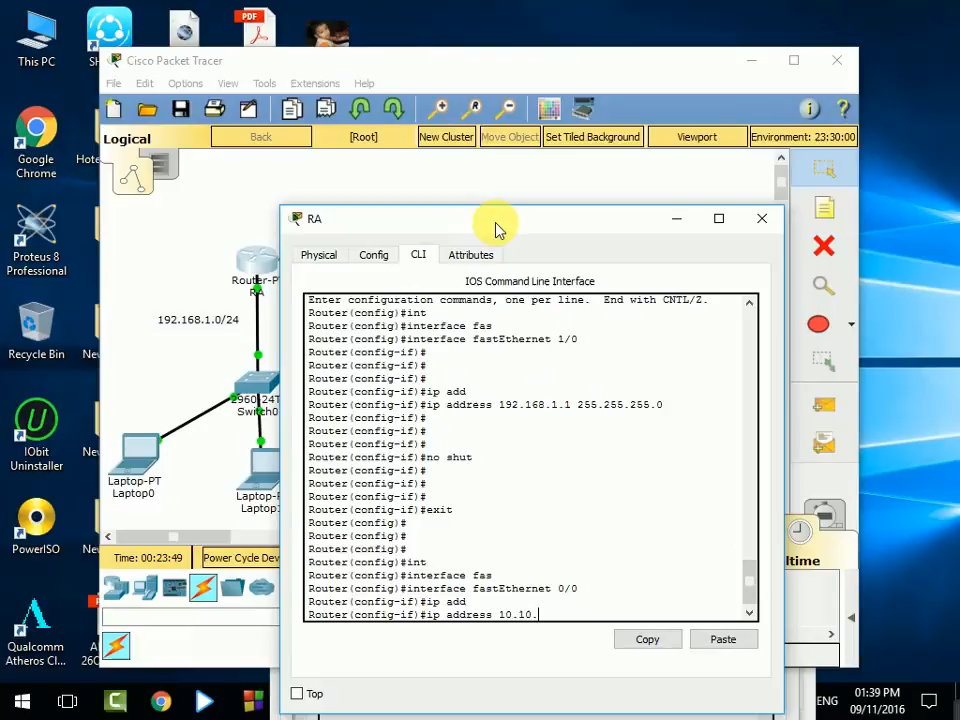 This PC
PDF
Cisco Packet Tracer
File Edit Options View Tools Extensions Help
Logical Back [Root] New Cluster Move Object Set Tiled Background Viewport Environment: 23:30:00
Google
Chrome
RA
Physical Config CLI Attributes
IOS Command Line Interface
Proteus 8
Professional
RA
192.168.1.0/24
Enter configuration commands, one per line. End with CNTL/Z.
Router(config)#int
Router(config)#interface fas
Router(config)#interface fastEthernet 1/0
Router(config-if)#
Router(config-if)#
Router(config-if)#
Router(config-if)#ip add
Router(config-if)#ip address 192.168.1.1 255.255.255.0
Router(config-if)#
Router(config-if)#
Router(config-if)#
Router(config-if)#no shut
Router(config-if)#
Router(config-if)#
Router(config-if)#
Router(config-if)#exit
Router(config)#
Router(config)#
Router(config)#
Router(config)#int
Router(config)#interface fas
Router(config)#interface fastEthernet 0/0
Router(config-if)#ip add
Router(config-if)#ip address 10.10.
Recycle Bin
Switch0
IObit
Uninstaller
Laptop-PT
Laptop0
PowerISO
Time: 00:23:49 Power Cycle Dev
Copy Paste
Top
Qualcomm
Atheros Cl...
ENG
01:39 PM
09/11/2016